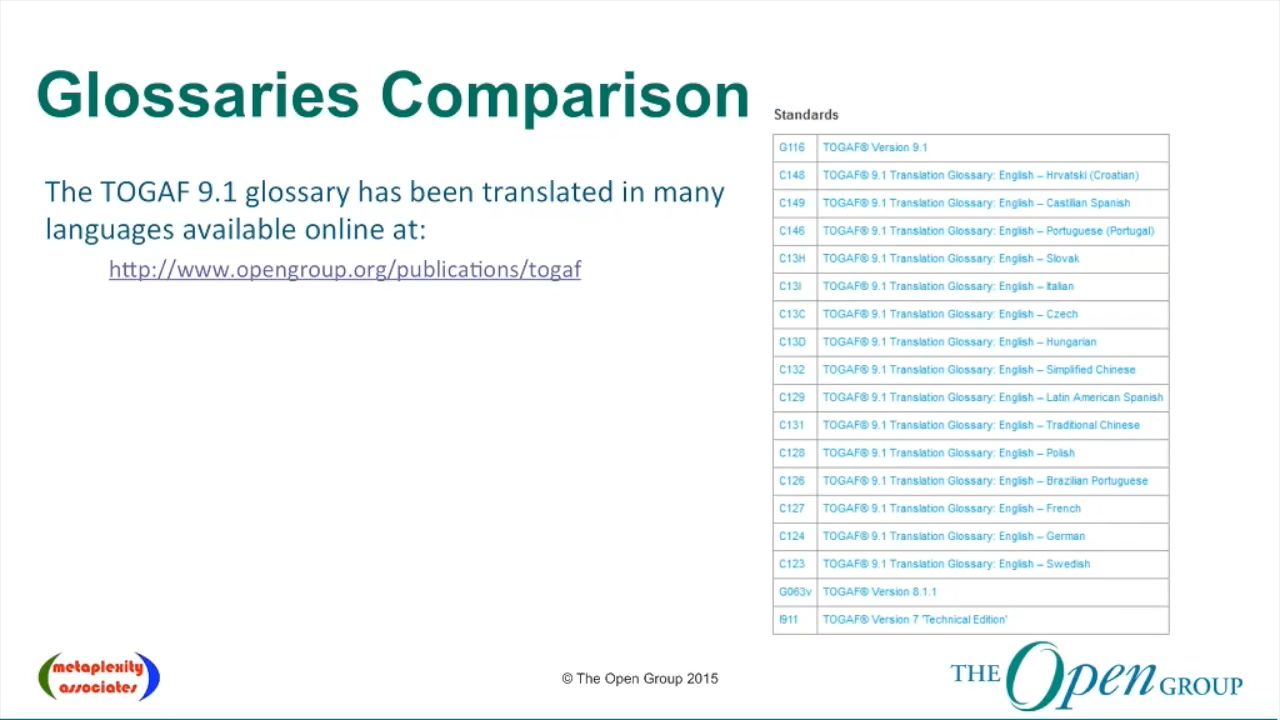 Glossaries Comparison
The TOGAF 9.1 glossary has been translated in many
languages available online at:
http://www.opengroup.org/publications/togaf
Standards
G116 TOGAF® Version 9.1
C148 TOGAF® 9.1 Translation Glossary: English – Hrvatski (Croatian)
C149 TOGAF® 9.1 Translation Glossary: English – Castilian Spanish
C146 TOGAF® 9.1 Translation Glossary: English – Portuguese (Portugal)
C13H TOGAF® 9.1 Translation Glossary: English – Slovak
C13I TOGAF® 9.1 Translation Glossary: English – Italian
C13C TOGAF® 9.1 Translation Glossary: English – Czech
C13D TOGAF® 9.1 Translation Glossary: English – Hungarian
C132 TOGAF® 9.1 Translation Glossary: English – Simplified Chinese
C129 TOGAF® 9.1 Translation Glossary: English – Latin American Spanish
C131 TOGAF® 9.1 Translation Glossary: English – Traditional Chinese
C128 TOGAF® 9.1 Translation Glossary: English – Polish
C126 TOGAF® 9.1 Translation Glossary: English – Brazilian Portuguese
C127 TOGAF® 9.1 Translation Glossary: English – French
C124 TOGAF® 9.1 Translation Glossary: English – German
C123 TOGAF® 9.1 Translation Glossary: English – Swedish
G063v TOGAF® Version 8.1.1
I911 TOGAF® Version 7 'Technical Edition'
metaplexity
associates
© The Open Group 2015
THE Open GROUP